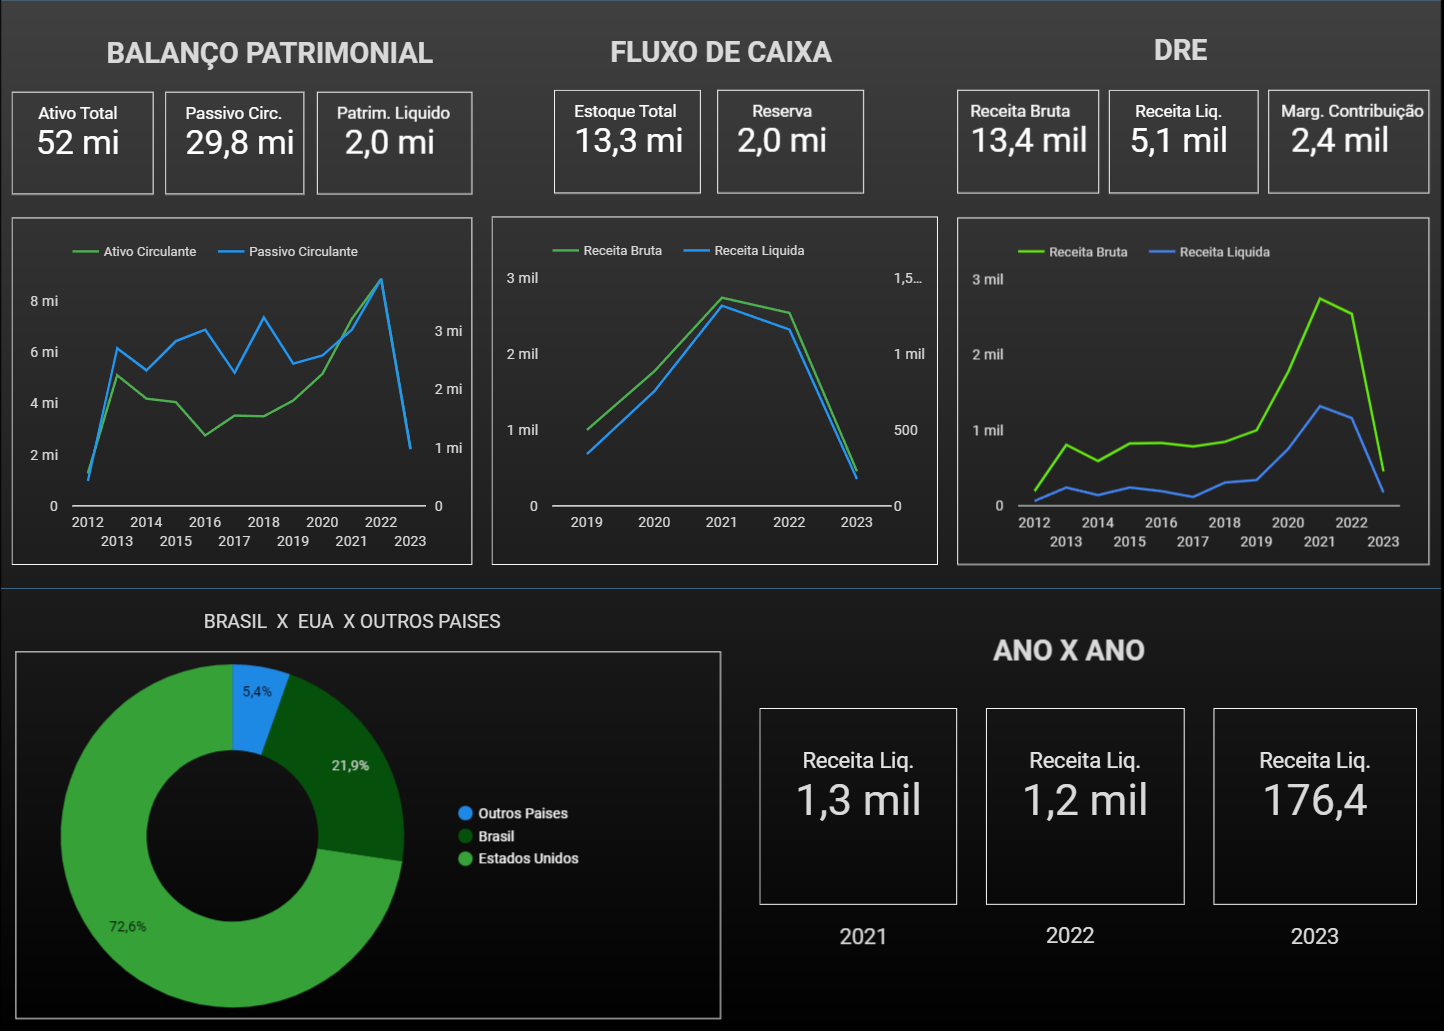 BALANÇO PATRIMONIAL
Ativo Total
52 mi
Passivo Circ.
29,8 mi
Patrim. Liquido
2,0 mi
Ativo Circulante
Passivo Circulante
8 mi
6 mi
4 mi
2 mi
0
3 mi
2 mi
1 mi
0
2012 2014 2016 2018 2020 2022
2013 2015 2017 2019 2021 2023
FLUXO DE CAIXA
Estoque Total
13,3 mi
Reserva
2,0 mi
Receita Bruta
Receita Liquida
3 mil
2 mil
1 mil
0
1,5...
1 mil
500
0
2019 2020 2021 2022 2023
DRE
Receita Bruta
13,4 mil
Receita Liq.
5,1 mil
Marg. Contribuição
2,4 mil
Receita Bruta
Receita Liquida
3 mil
2 mil
1 mil
0
2012 2014 2016 2018 2020 2022
2013 2015 2017 2019 2021 2023
BRASIL X EUA X OUTROS PAISES
5,4%
21,9%
72,6%
Outros Paises
Brasil
Estados Unidos
ANO X ANO
Receita Liq.
1,3 mil
2021
Receita Liq.
1,2 mil
2022
Receita Liq.
176,4
2023